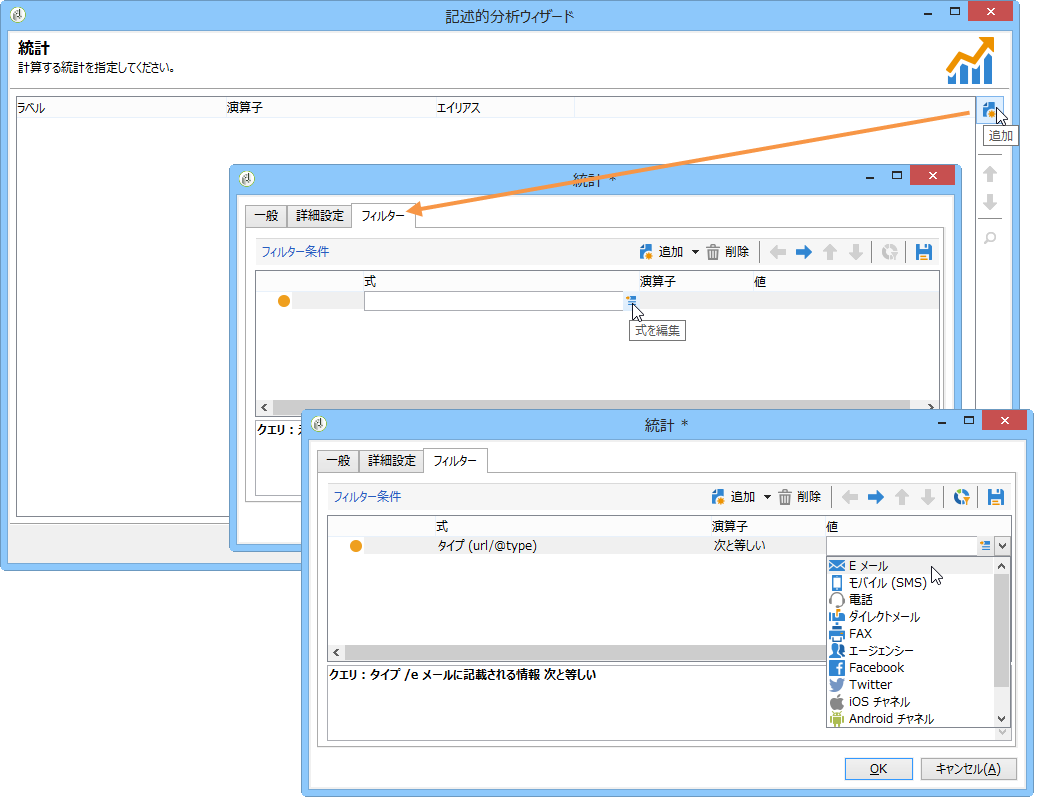 記述的分析ウィザード
統計
計算する統計を指定してください。
ラベル 演算子 エイリアス
追加
統計 *
一般 詳細設定 フィルター
フィルター条件 追加 削除
式 演算子 値
式を編集
クエリ :
統計 *
一般 詳細設定 フィルター
フィルター条件 追加 削除
式 演算子 値
タイプ (url/@type) 次と等しい
E メール
モバイル (SMS)
電話
ダイレクトメール
FAX
エージェンシー
Facebook
Twitter
iOS チャネル
Android チャネル
クエリ : タイプ /e メールに記載される情報 次と等しい
OK キャンセル(A)